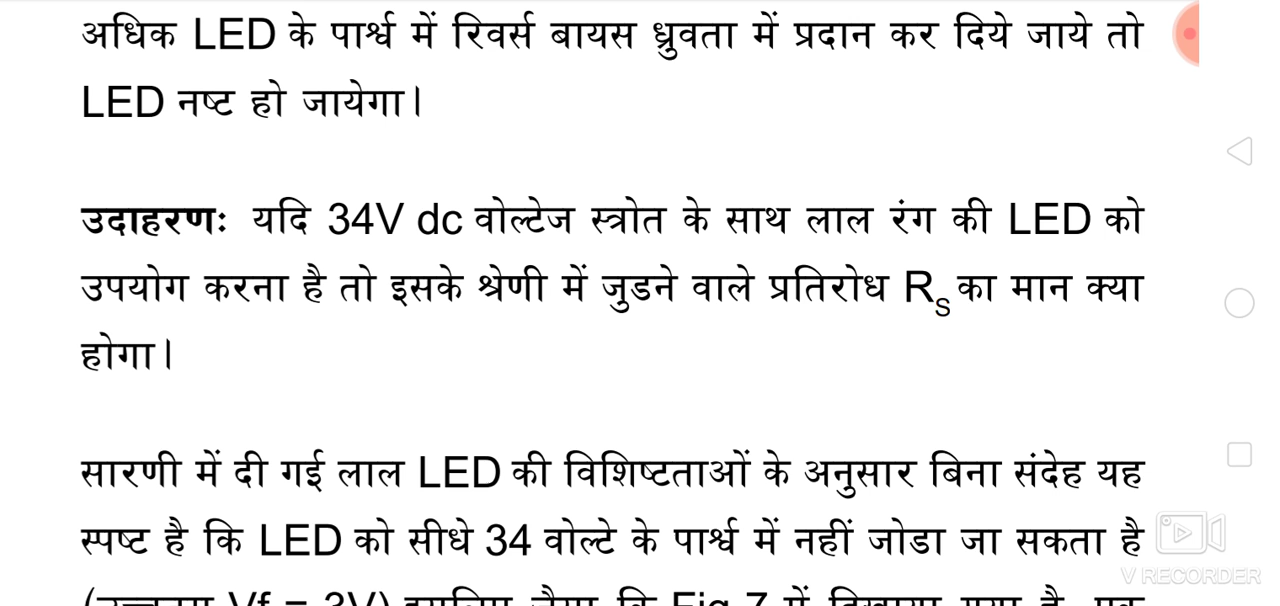 अधिक LED के पार्श्व में रिवर्स बायस ध्रुवता में प्रदान कर दिये जाये तो
LED नष्ट हो जायेगा।
उदाहरणः यदि 34V dc वोल्टेज स्त्रोत के साथ लाल रंग की LED को
उपयोग करना है तो इसके श्रेणी में जुडने वाले प्रतिरोध RS का मान क्या
होगा।
सारणी में दी गई लाल LED की विशिष्टताओं के अनुसार बिना संदेह यह
स्पष्ट है कि LED को सीधे 34 वोल्टे के पार्श्व में नहीं जोडा जा सकता है
V RECORDER